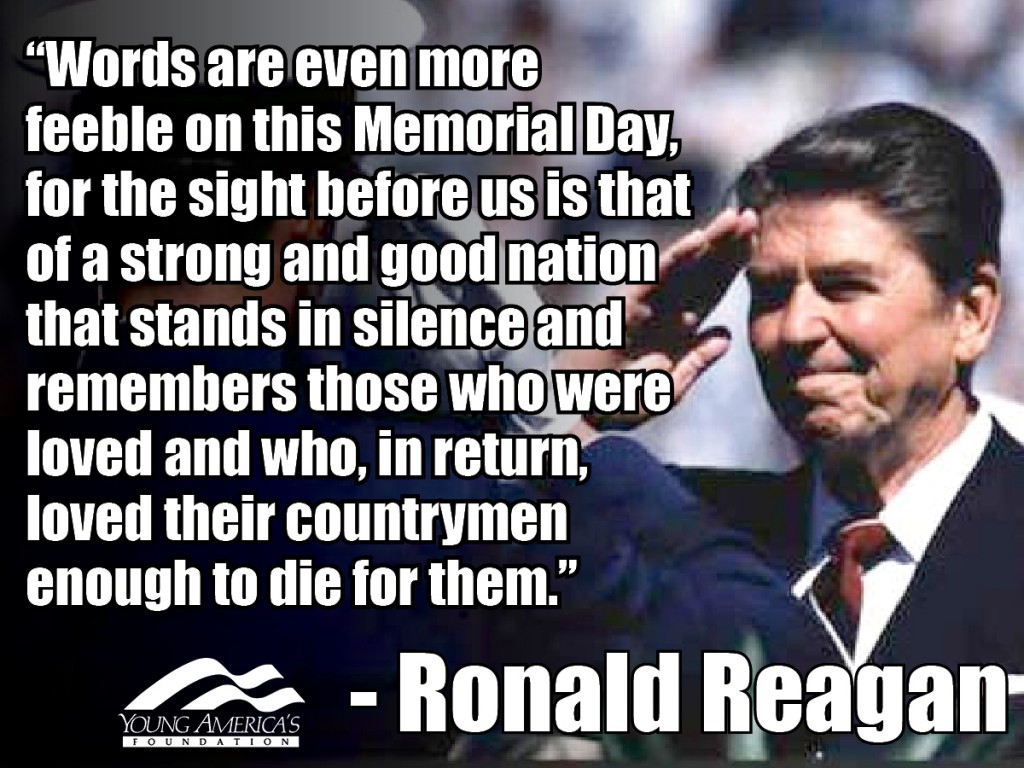 “Words are even more
feeble on this Memorial Day,
for the sight before us is that
of a strong and good nation
that stands in silence and
remembers those who were
loved and who, in return,
loved their countrymen
enough to die for them.”
- Ronald Reagan
YOUNG AMERICA'S
FOUNDATION